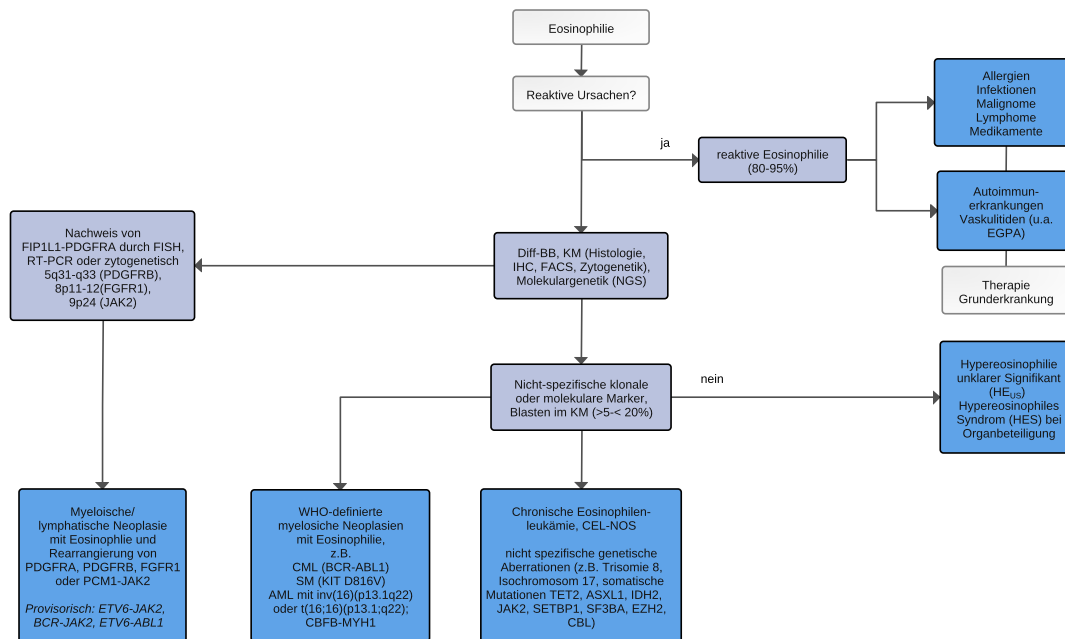 Eosinophilie
Reaktive Ursachen?
ja
reaktive Eosinophilie
(80-95%)
Allergien
Infektionen
Malignome
Lymphome
Medikamente
Autoimmun-
erkrankungen
Vaskulitiden (u.a.
EGPA)
Therapie
Grunderkrankung
Nachweis von
FIP1L1-PDGFRA durch FISH,
RT-PCR oder zytogenetisch
5q31-q33 (PDGFRB),
8p11-12(FGFR1),
9p24 (JAK2)
Diff-BB, KM (Histologie,
IHC, FACS, Zytogenetik),
Molekulargenetik (NGS)
Nicht-spezifische klonale
oder molekulare Marker,
Blasten im KM (>5-< 20%)
nein
Hypereosinophilie
unklarer Signifikant
(HEUS)
Hypereosinophiles
Syndrom (HES) bei
Organbeteiligung
Myeloische/
lymphatische Neoplasie
mit Eosinophlie und
Rearrangierung von
PDGFRA, PDGFRB, FGFR1
oder PCM1-JAK2
Provisorisch: ETV6-JAK2,
BCR-JAK2, ETV6-ABL1
WHO-definierte
myelosiche Neoplasien
mit Eosinophilie,
z.B.
CML (BCR-ABL1)
SM (KIT D816V)
AML mit inv(16)(p13.1q22)
oder t(16;16)(p13.1;q22);
CBFB-MYH1
Chronische Eosinophilen-
leukämie, CEL-NOS
nicht spezifische genetische
Aberrationen (z.B. Trisomie 8,
Isochromosom 17, somatische
Mutationen TET2, ASXL1, IDH2,
JAK2, SETBP1, SF3BA, EZH2,
CBL)